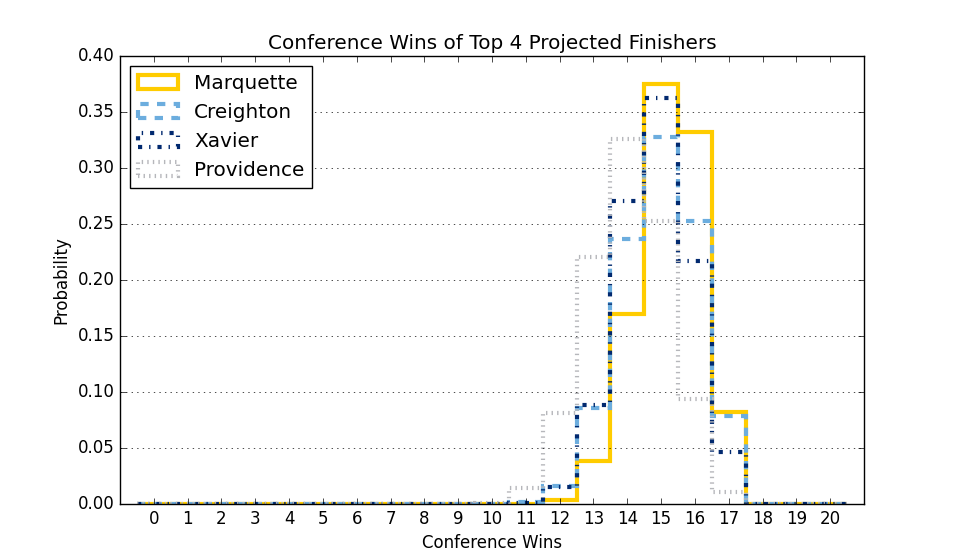 Conference Wins of Top 4 Projected Finishers
0.40
0.35
0.30
0.25
0.20
0.15
0.10
0.05
0.00
Probability
Marquette
Creighton
Xavier
Providence
0 1 2 3 4 5 6 7 8 9 10 11 12 13 14 15 16 17 18 19 20
Conference Wins